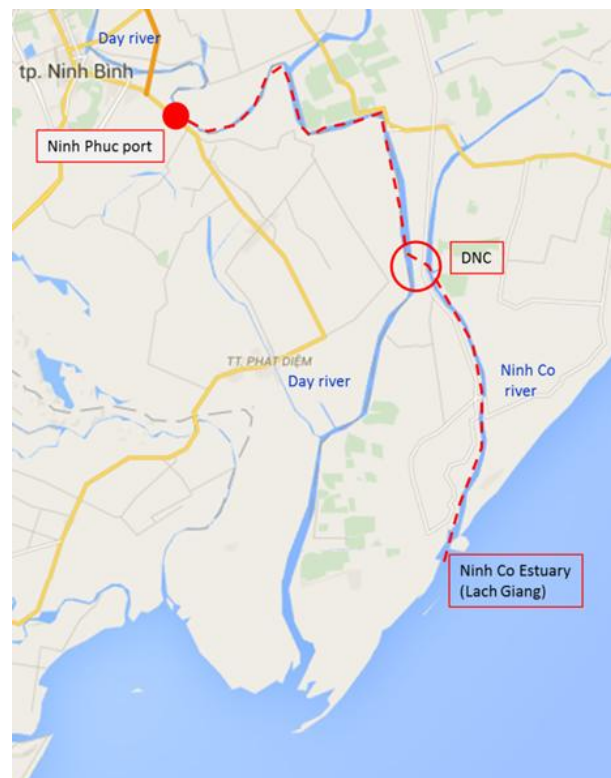 Day river
tp. Ninh Bình
Ninh Phuc port
DNC
TT. PHÁT DIỆM
Day river
Ninh Co
river
Ninh Co Estuary
(Lach Giang)